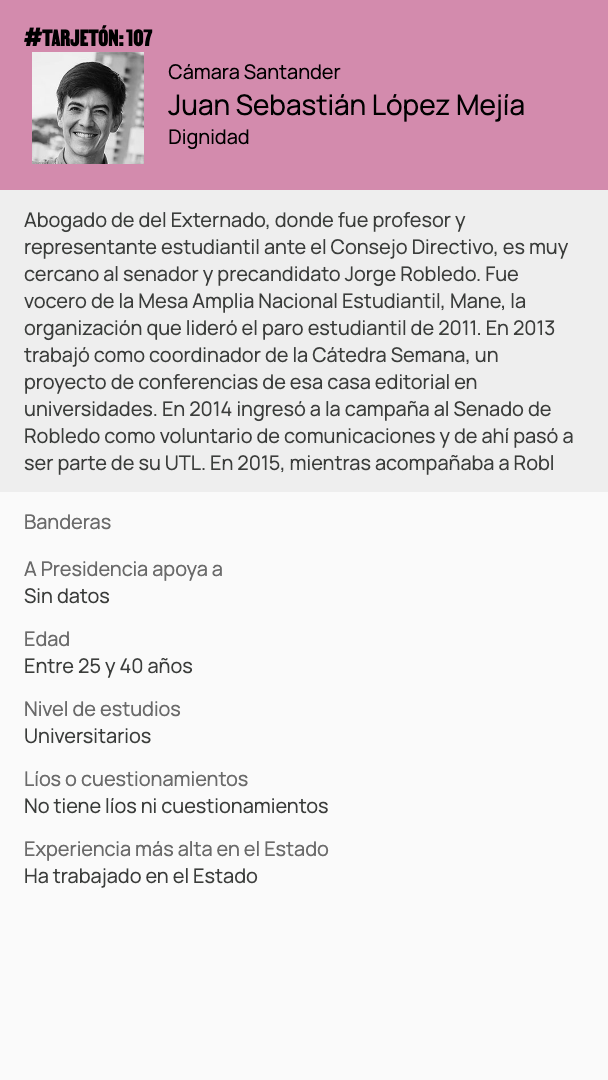 #TARJETÓN: 107
Cámara Santander
Juan Sebastián López Mejía
Dignidad
Abogado de del Externado, donde fue profesor y
representante estudiantil ante el Consejo Directivo, es muy
cercano al senador y precandidato Jorge Robledo. Fue
vocero de la Mesa Amplia Nacional Estudiantil, Mane, la
organización que lideró el paro estudiantil de 2011. En 2013
trabajó como coordinador de la Cátedra Semana, un
proyecto de conferencias de esa casa editorial en
universidades. En 2014 ingresó a la campaña al Senado de
Robledo como voluntario de comunicaciones y de ahí pasó a
ser parte de su UTL. En 2015, mientras acompañaba a Robl
Banderas
A Presidencia apoya a
Sin datos
Edad
Entre 25 y 40 años
Nivel de estudios
Universitarios
Líos o cuestionamientos
No tiene líos ni cuestionamientos
Experiencia más alta en el Estado
Ha trabajado en el Estado